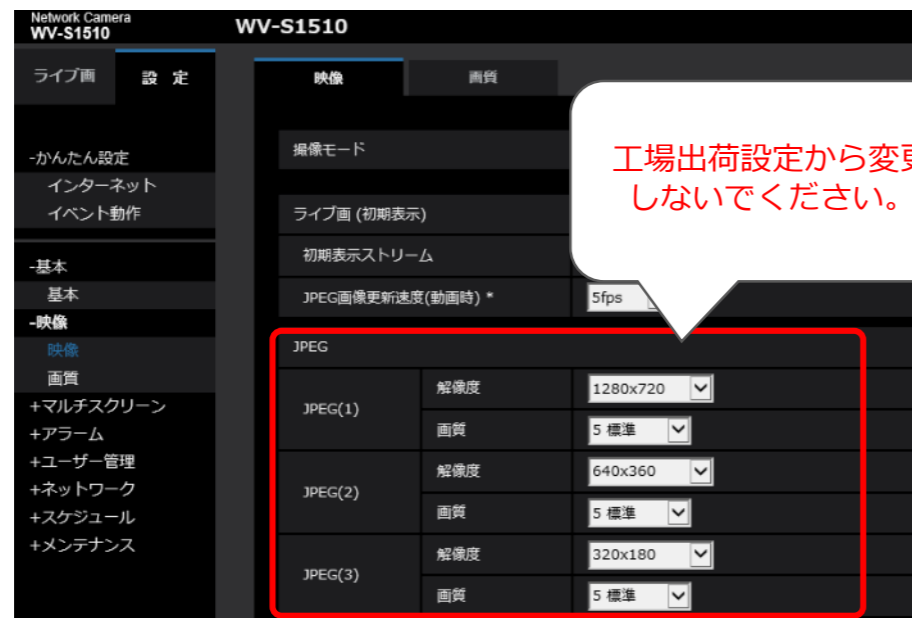 Network Camera
WV-S1510
WV-S1510
ライブ画
設 定
映像
画質
-かんたん設定
インターネット
イベント動作
-基本
基本
-映像
映像
画質
+マルチスクリーン
+アラーム
+ユーザー管理
+ネットワーク
+スケジュール
+メンテナンス
撮像モード
工場出荷設定から変更
しないでください。
ライブ画 (初期表示)
初期表示ストリーム
JPEG画像更新速度(動画時) *
5fps
JPEG
JPEG(1)
解像度
1280x720
画質
5 標準
JPEG(2)
解像度
640x360
画質
5 標準
JPEG(3)
解像度
320x180
画質
5 標準